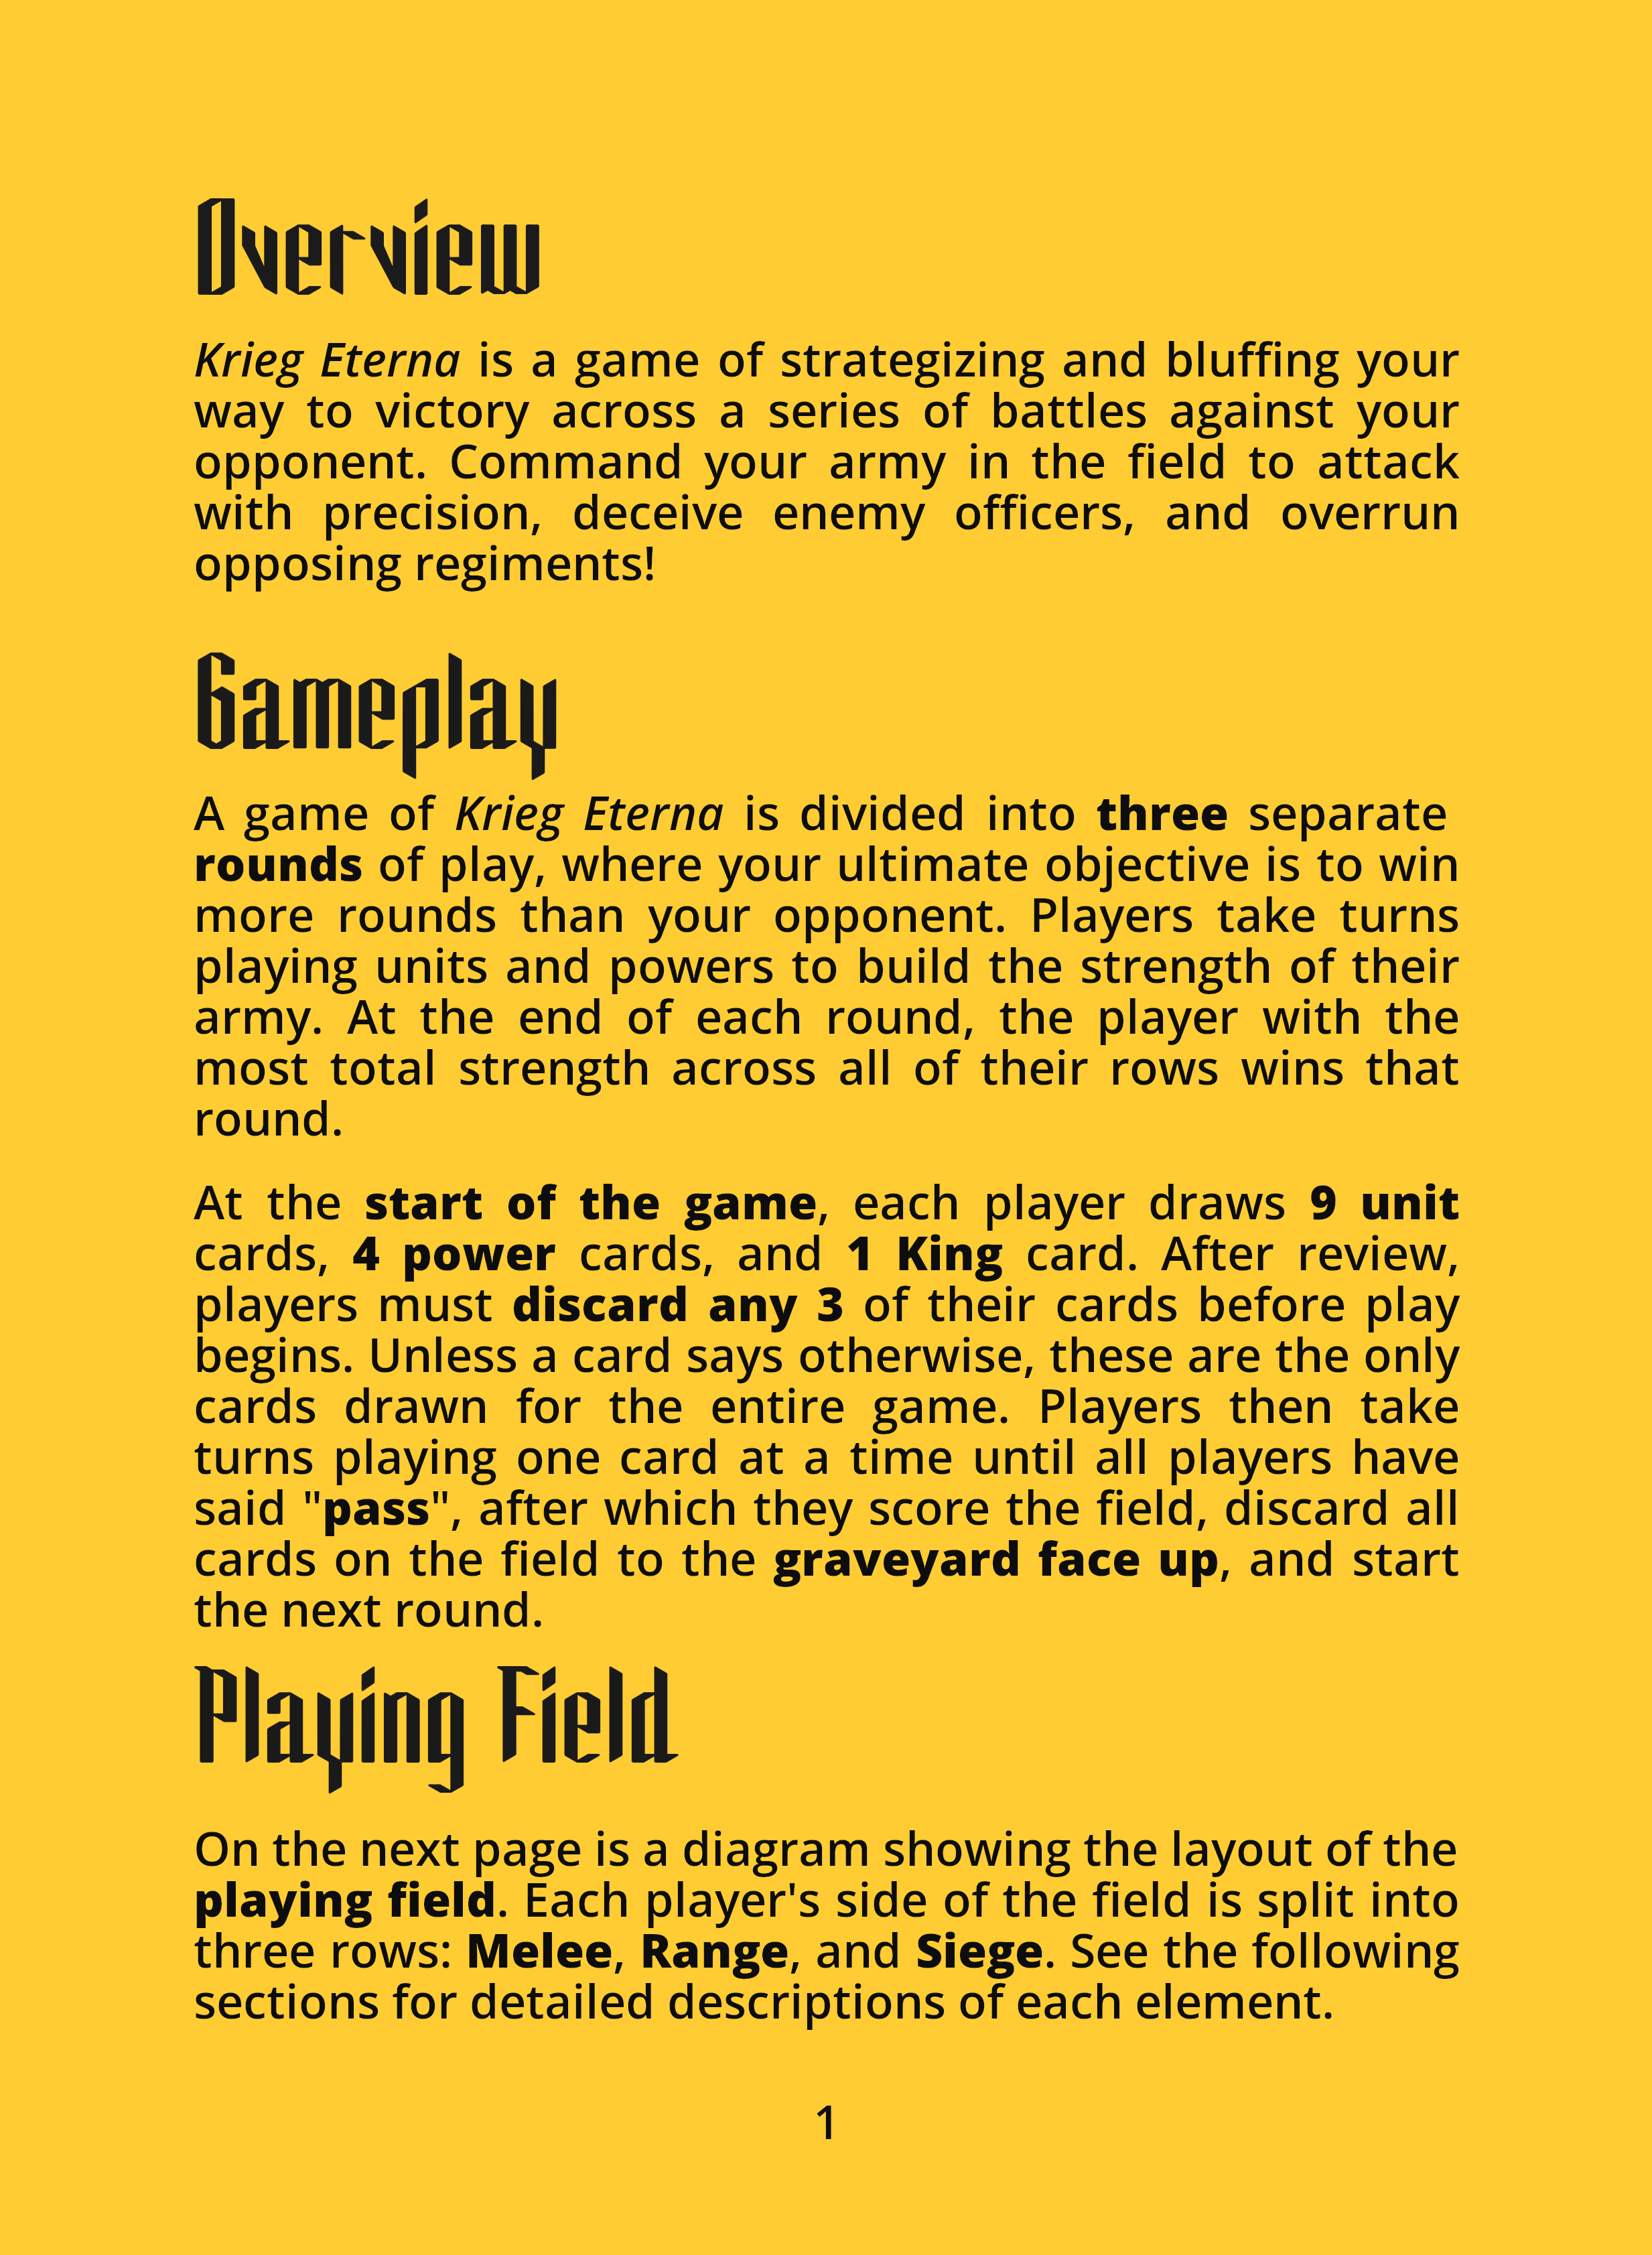 Overview
Krieg Eterna is a game of strategizing and bluffing your
way to victory across a series of battles against your
opponent. Command your army in the field to attack
with precision, deceive enemy officers, and overrun
opposing regiments!
Gameplay
A game of Krieg Eterna is divided into three separate
rounds of play, where your ultimate objective is to win
more rounds than your opponent. Players take turns
playing units and powers to build the strength of their
army. At the end of each round, the player with the
most total strength across all of their rows wins that
round.
At the start of the game, each player draws 9 unit
cards, 4 power cards, and 1 King card. After review,
players must discard any 3 of their cards before play
begins. Unless a card says otherwise, these are the only
cards drawn for the entire game. Players then take
turns playing one card at a time until all players have
said "pass", after which they score the field, discard all
cards on the field to the graveyard face up, and start
the next round.
Playing Field
On the next page is a diagram showing the layout of the
playing field. Each player's side of the field is split into
three rows: Melee, Range, and Siege. See the following
sections for detailed descriptions of each element.
1